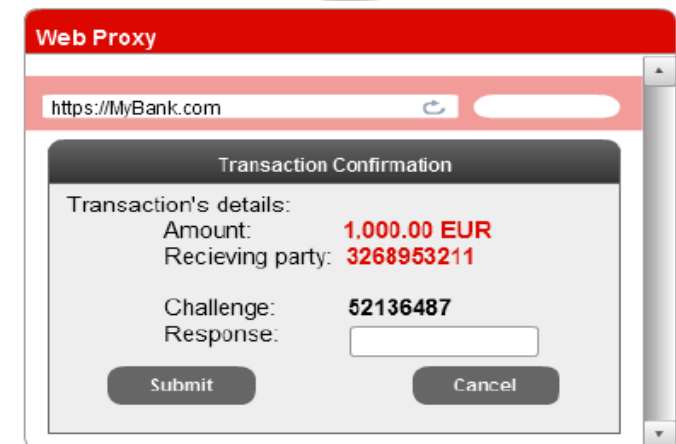 Web Proxy
https://MyBank.com
Transaction Confirmation
Transaction's details:
Amount: 1,000.00 EUR
Recieving party: 3268953211
Challenge: 52136487
Response:
Submit Cancel